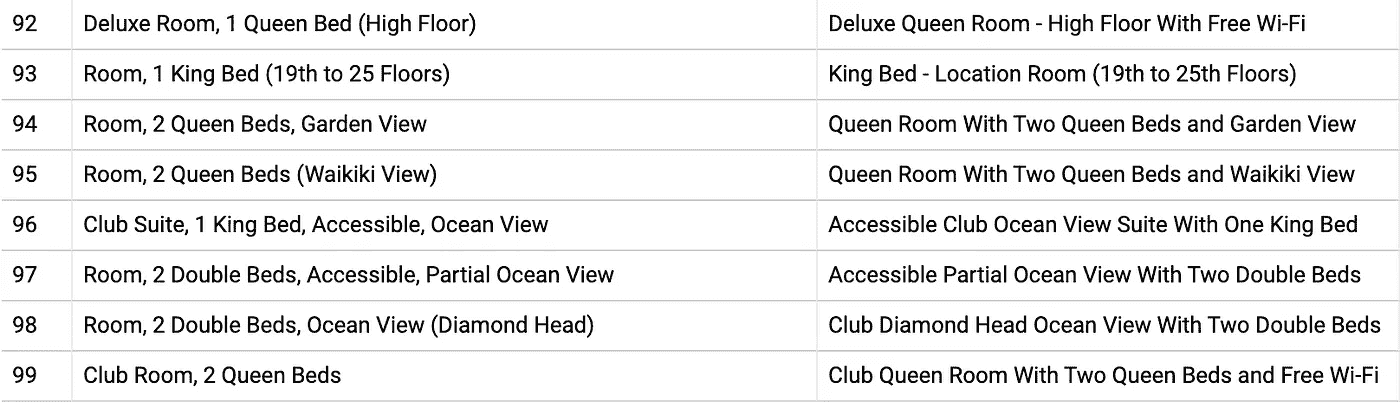 92 Deluxe Room, 1 Queen Bed (High Floor) Deluxe Queen Room - High Floor With Free Wi-Fi
93 Room, 1 King Bed (19th to 25 Floors) King Bed - Location Room (19th to 25th Floors)
94 Room, 2 Queen Beds, Garden View Queen Room With Two Queen Beds and Garden View
95 Room, 2 Queen Beds (Waikiki View) Queen Room With Two Queen Beds and Waikiki View
96 Club Suite, 1 King Bed, Accessible, Ocean View Accessible Club Ocean View Suite With One King Bed
97 Room, 2 Double Beds, Accessible, Partial Ocean View Accessible Partial Ocean View With Two Double Beds
98 Room, 2 Double Beds, Ocean View (Diamond Head) Club Diamond Head Ocean View With Two Double Beds
99 Club Room, 2 Queen Beds Club Queen Room With Two Queen Beds and Free Wi-Fi